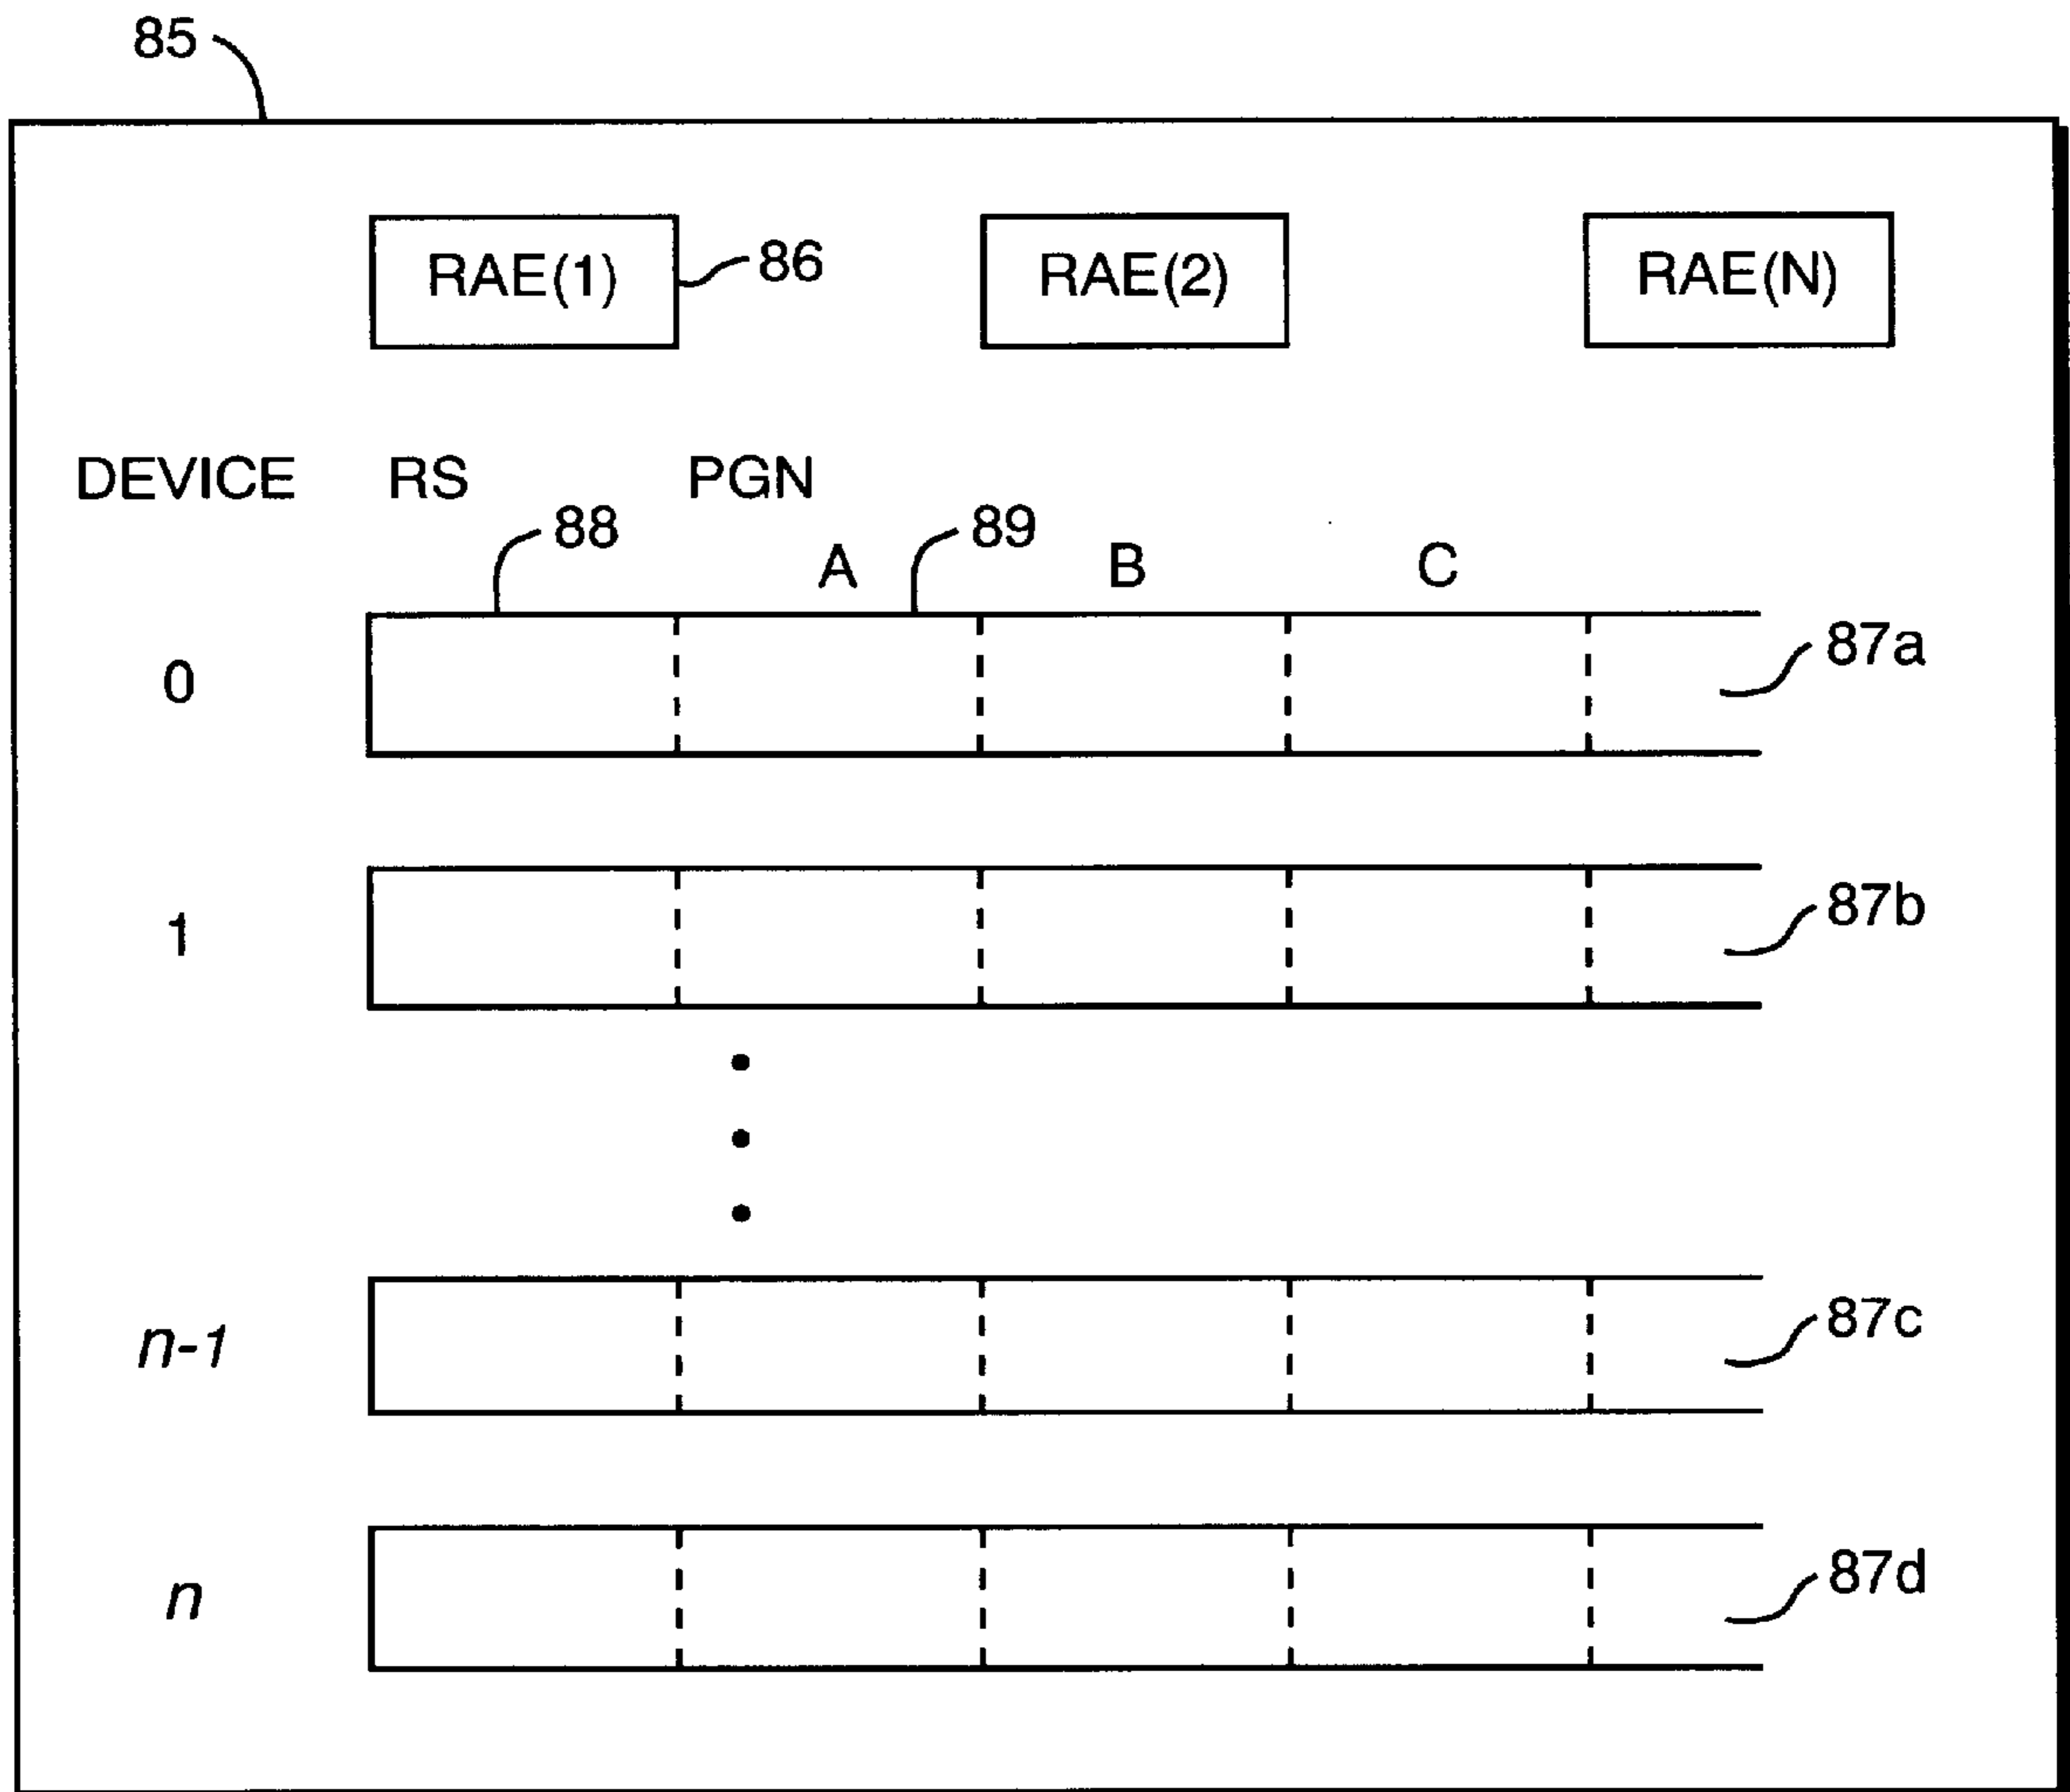 85
RAE(1) 86 RAE(2) RAE(N)
DEVICE RS PGN
88 89
A B C
0 87a
1 87b
n-1 87c
n 87d